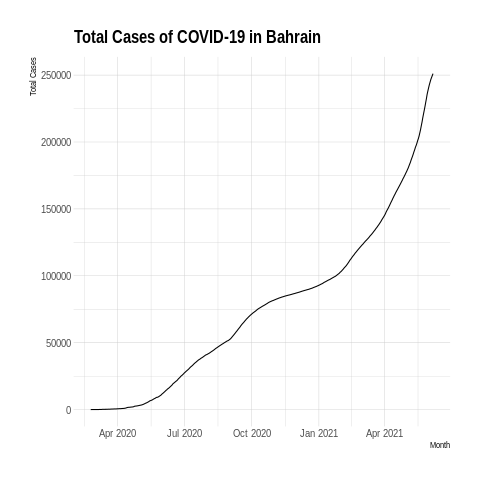 Total Cases of COVID-19 in Bahrain
Total Cases
250000
200000
150000
100000
50000
0
Apr 2020 Jul 2020 Oct 2020 Jan 2021 Apr 2021
Month